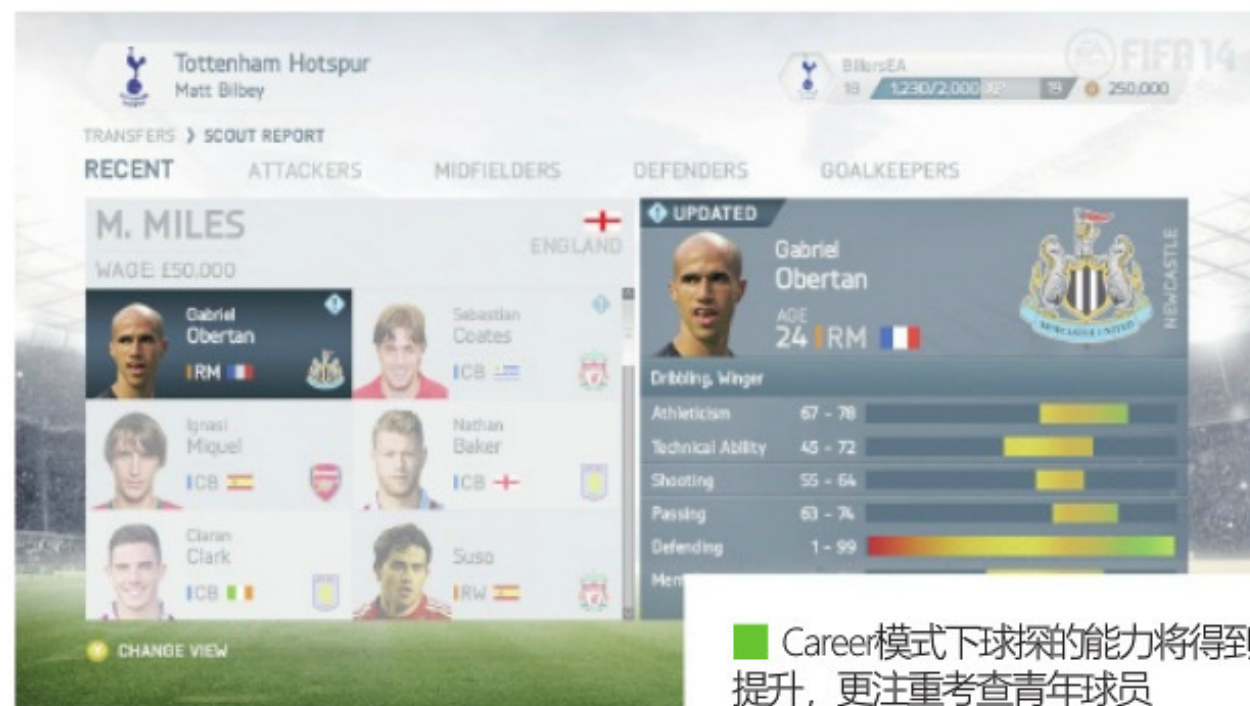 Tottenham Hotspur
Matt Bilbey
BillersEA
18 1,230/2,000 XP 19 250,000
EA FIFA 14
TRANSFERS ❯ SCOUT REPORT
RECENT ATTACKERS MIDFIELDERS DEFENDERS GOALKEEPERS
M. MILES
ENGLAND
WAGE: £50,000
Gabriel
Obertan
RM
Sebastian
Coates
CB
Ignasi
Miquel
CB
Nathan
Baker
CB
Ciaran
Clark
CB
Suso
RW
UPDATED
Gabriel
Obertan
AGE
24 RM
NEWCASTLE
NEWCASTLE UNITED
Dribbling, Winger
Athleticism 67 - 78
Technical Ability 45 - 72
Shooting 55 - 64
Passing 63 - 74
Defending 1 - 99
Men
Y CHANGE VIEW
Career模式下球探的能力将得到
提升，更注重考查青年球员